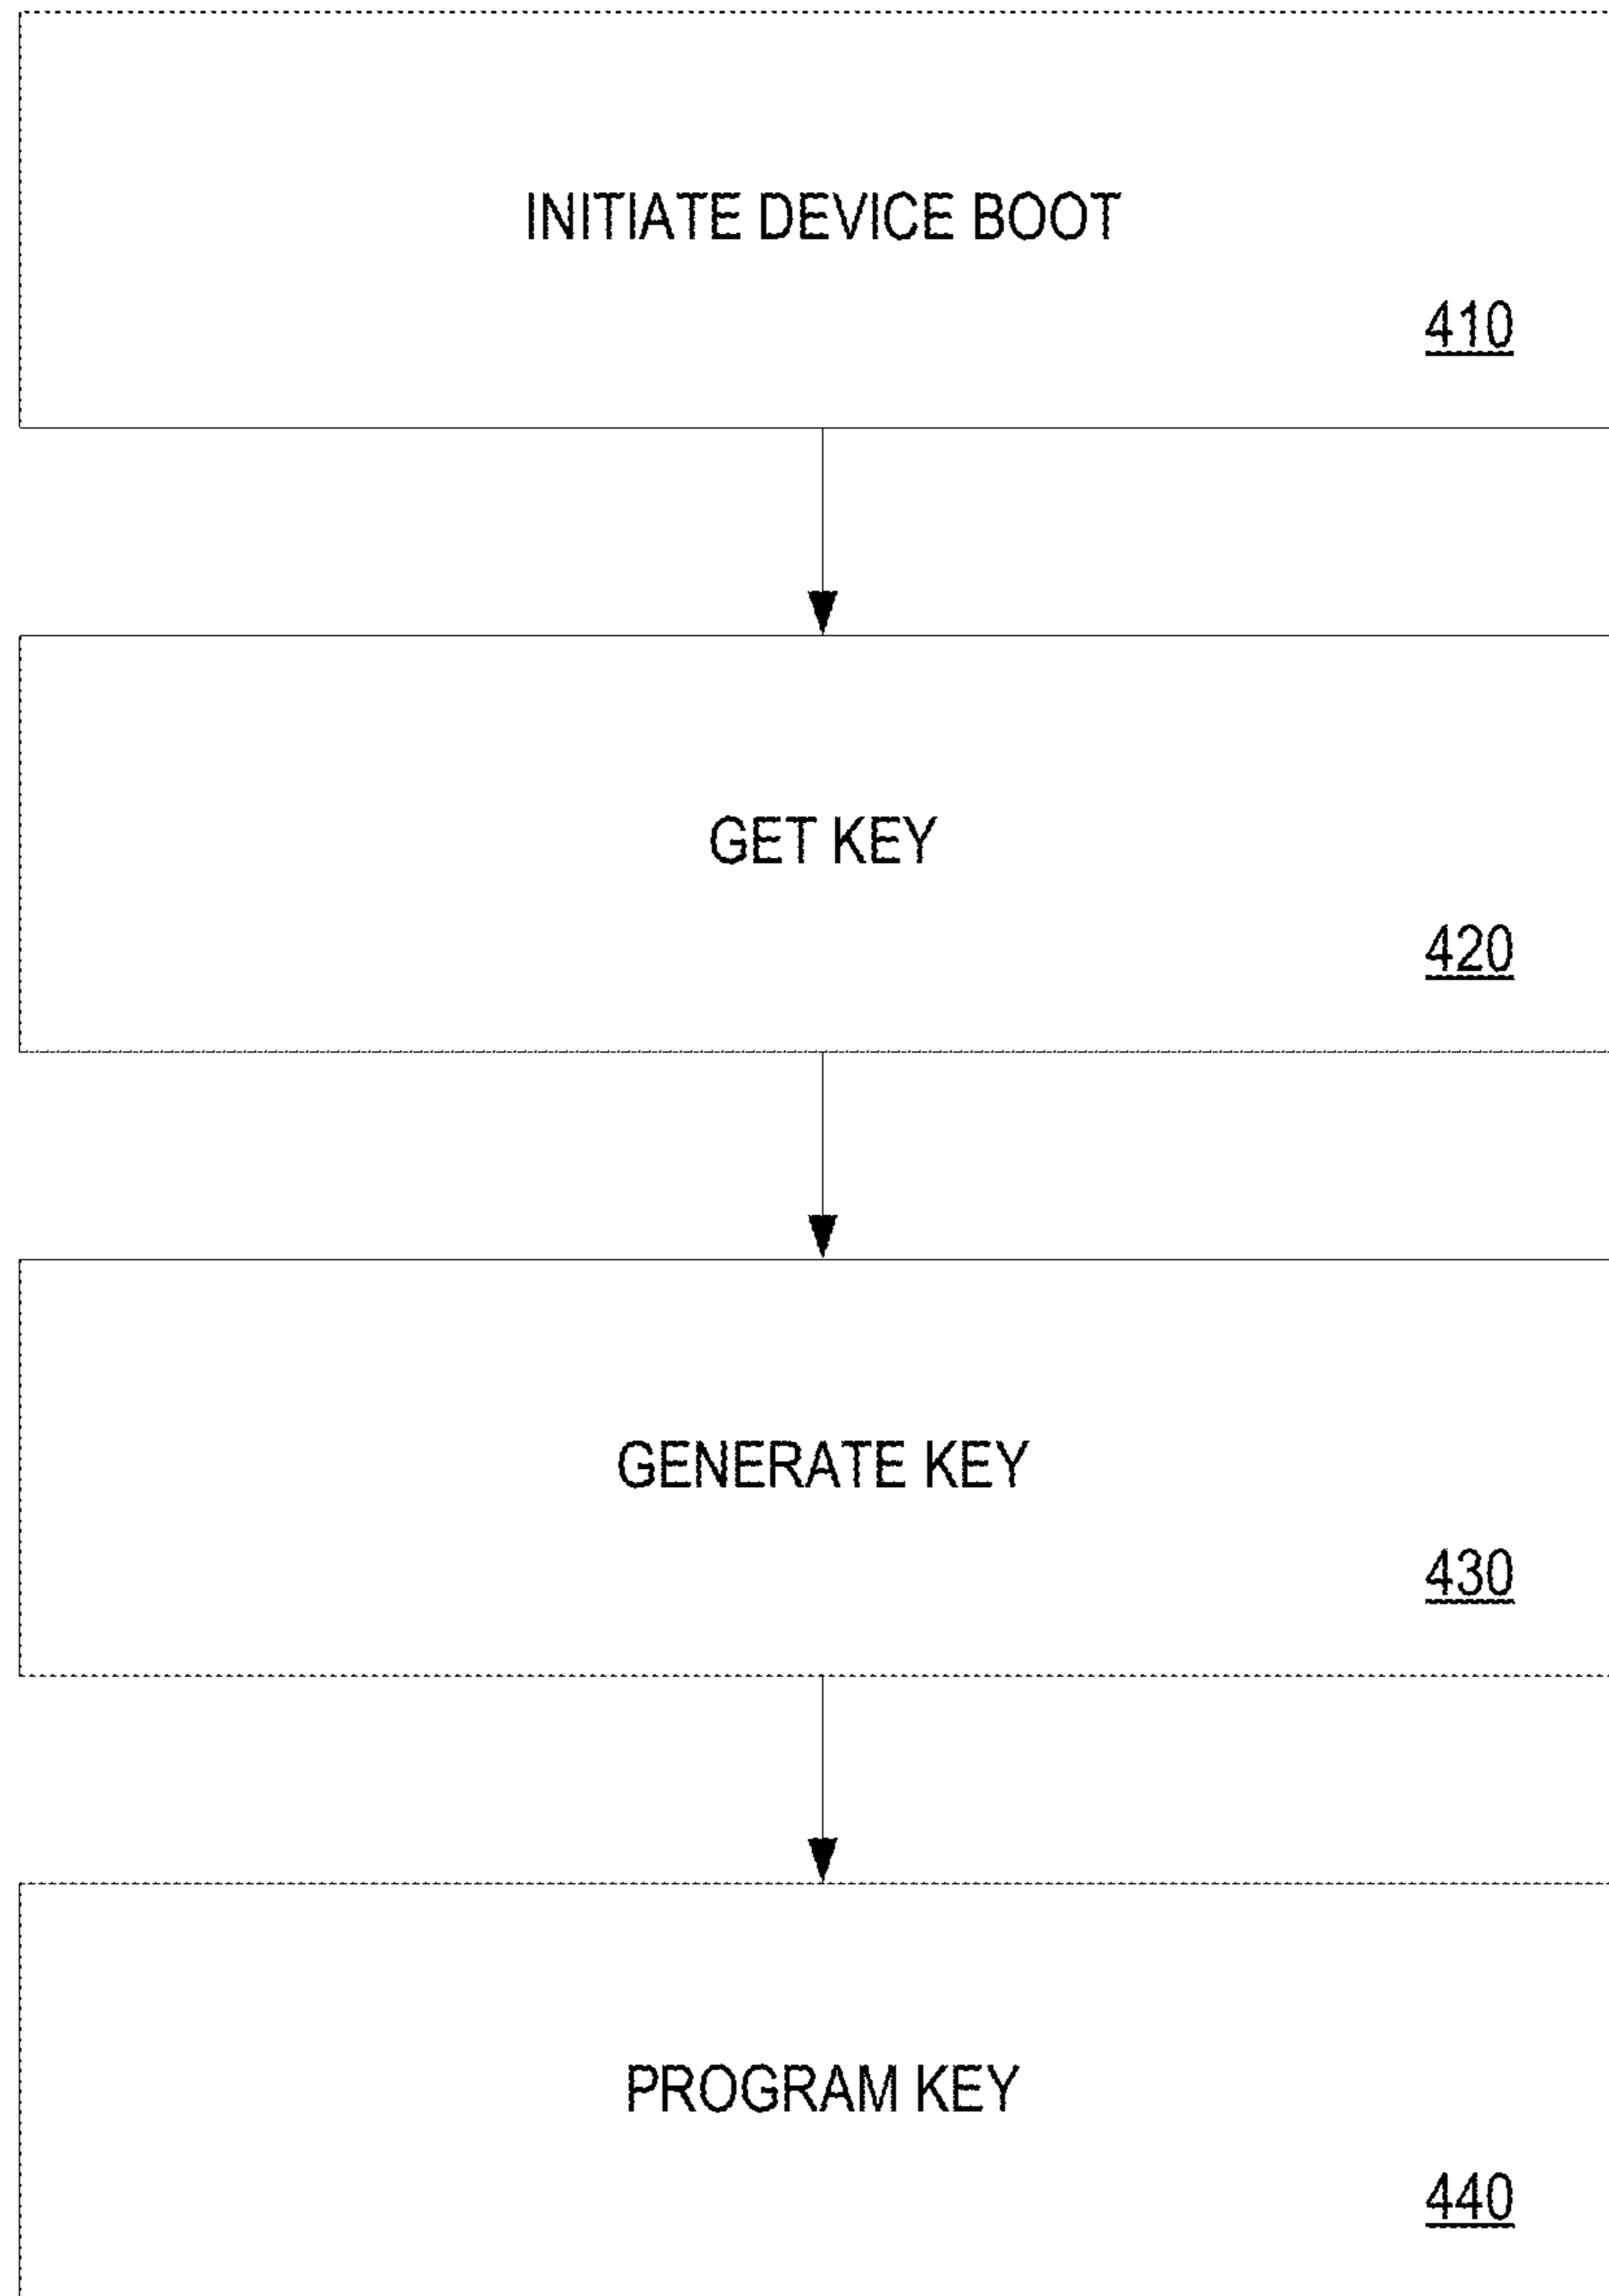 INITIATE DEVICE BOOT
410
GET KEY
420
GENERATE KEY
430
PROGRAM KEY
440